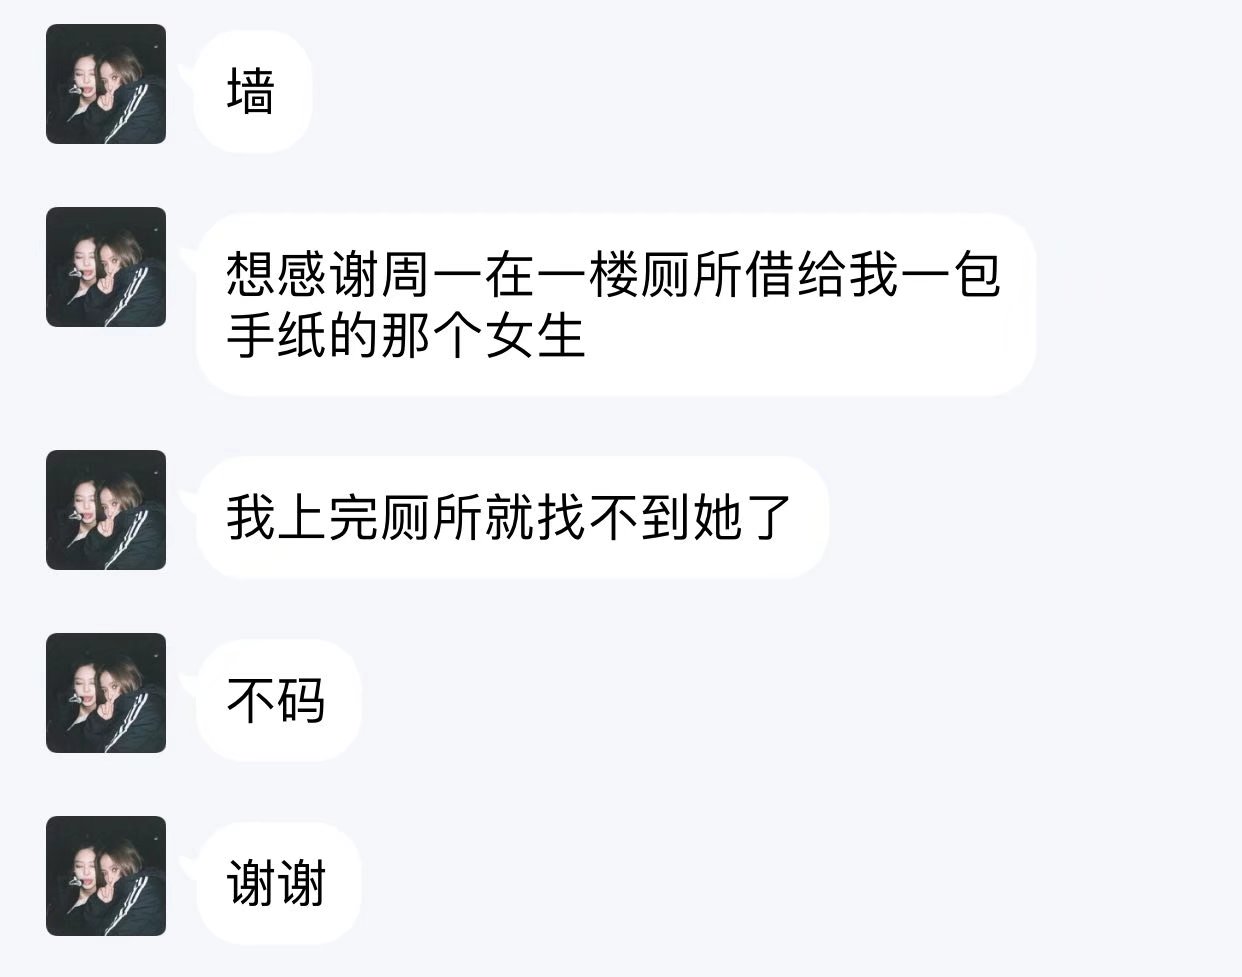 墙
想感谢周一在一楼厕所借给我一包
手纸的那个女生
我上完厕所就找不到她了
不码
谢谢